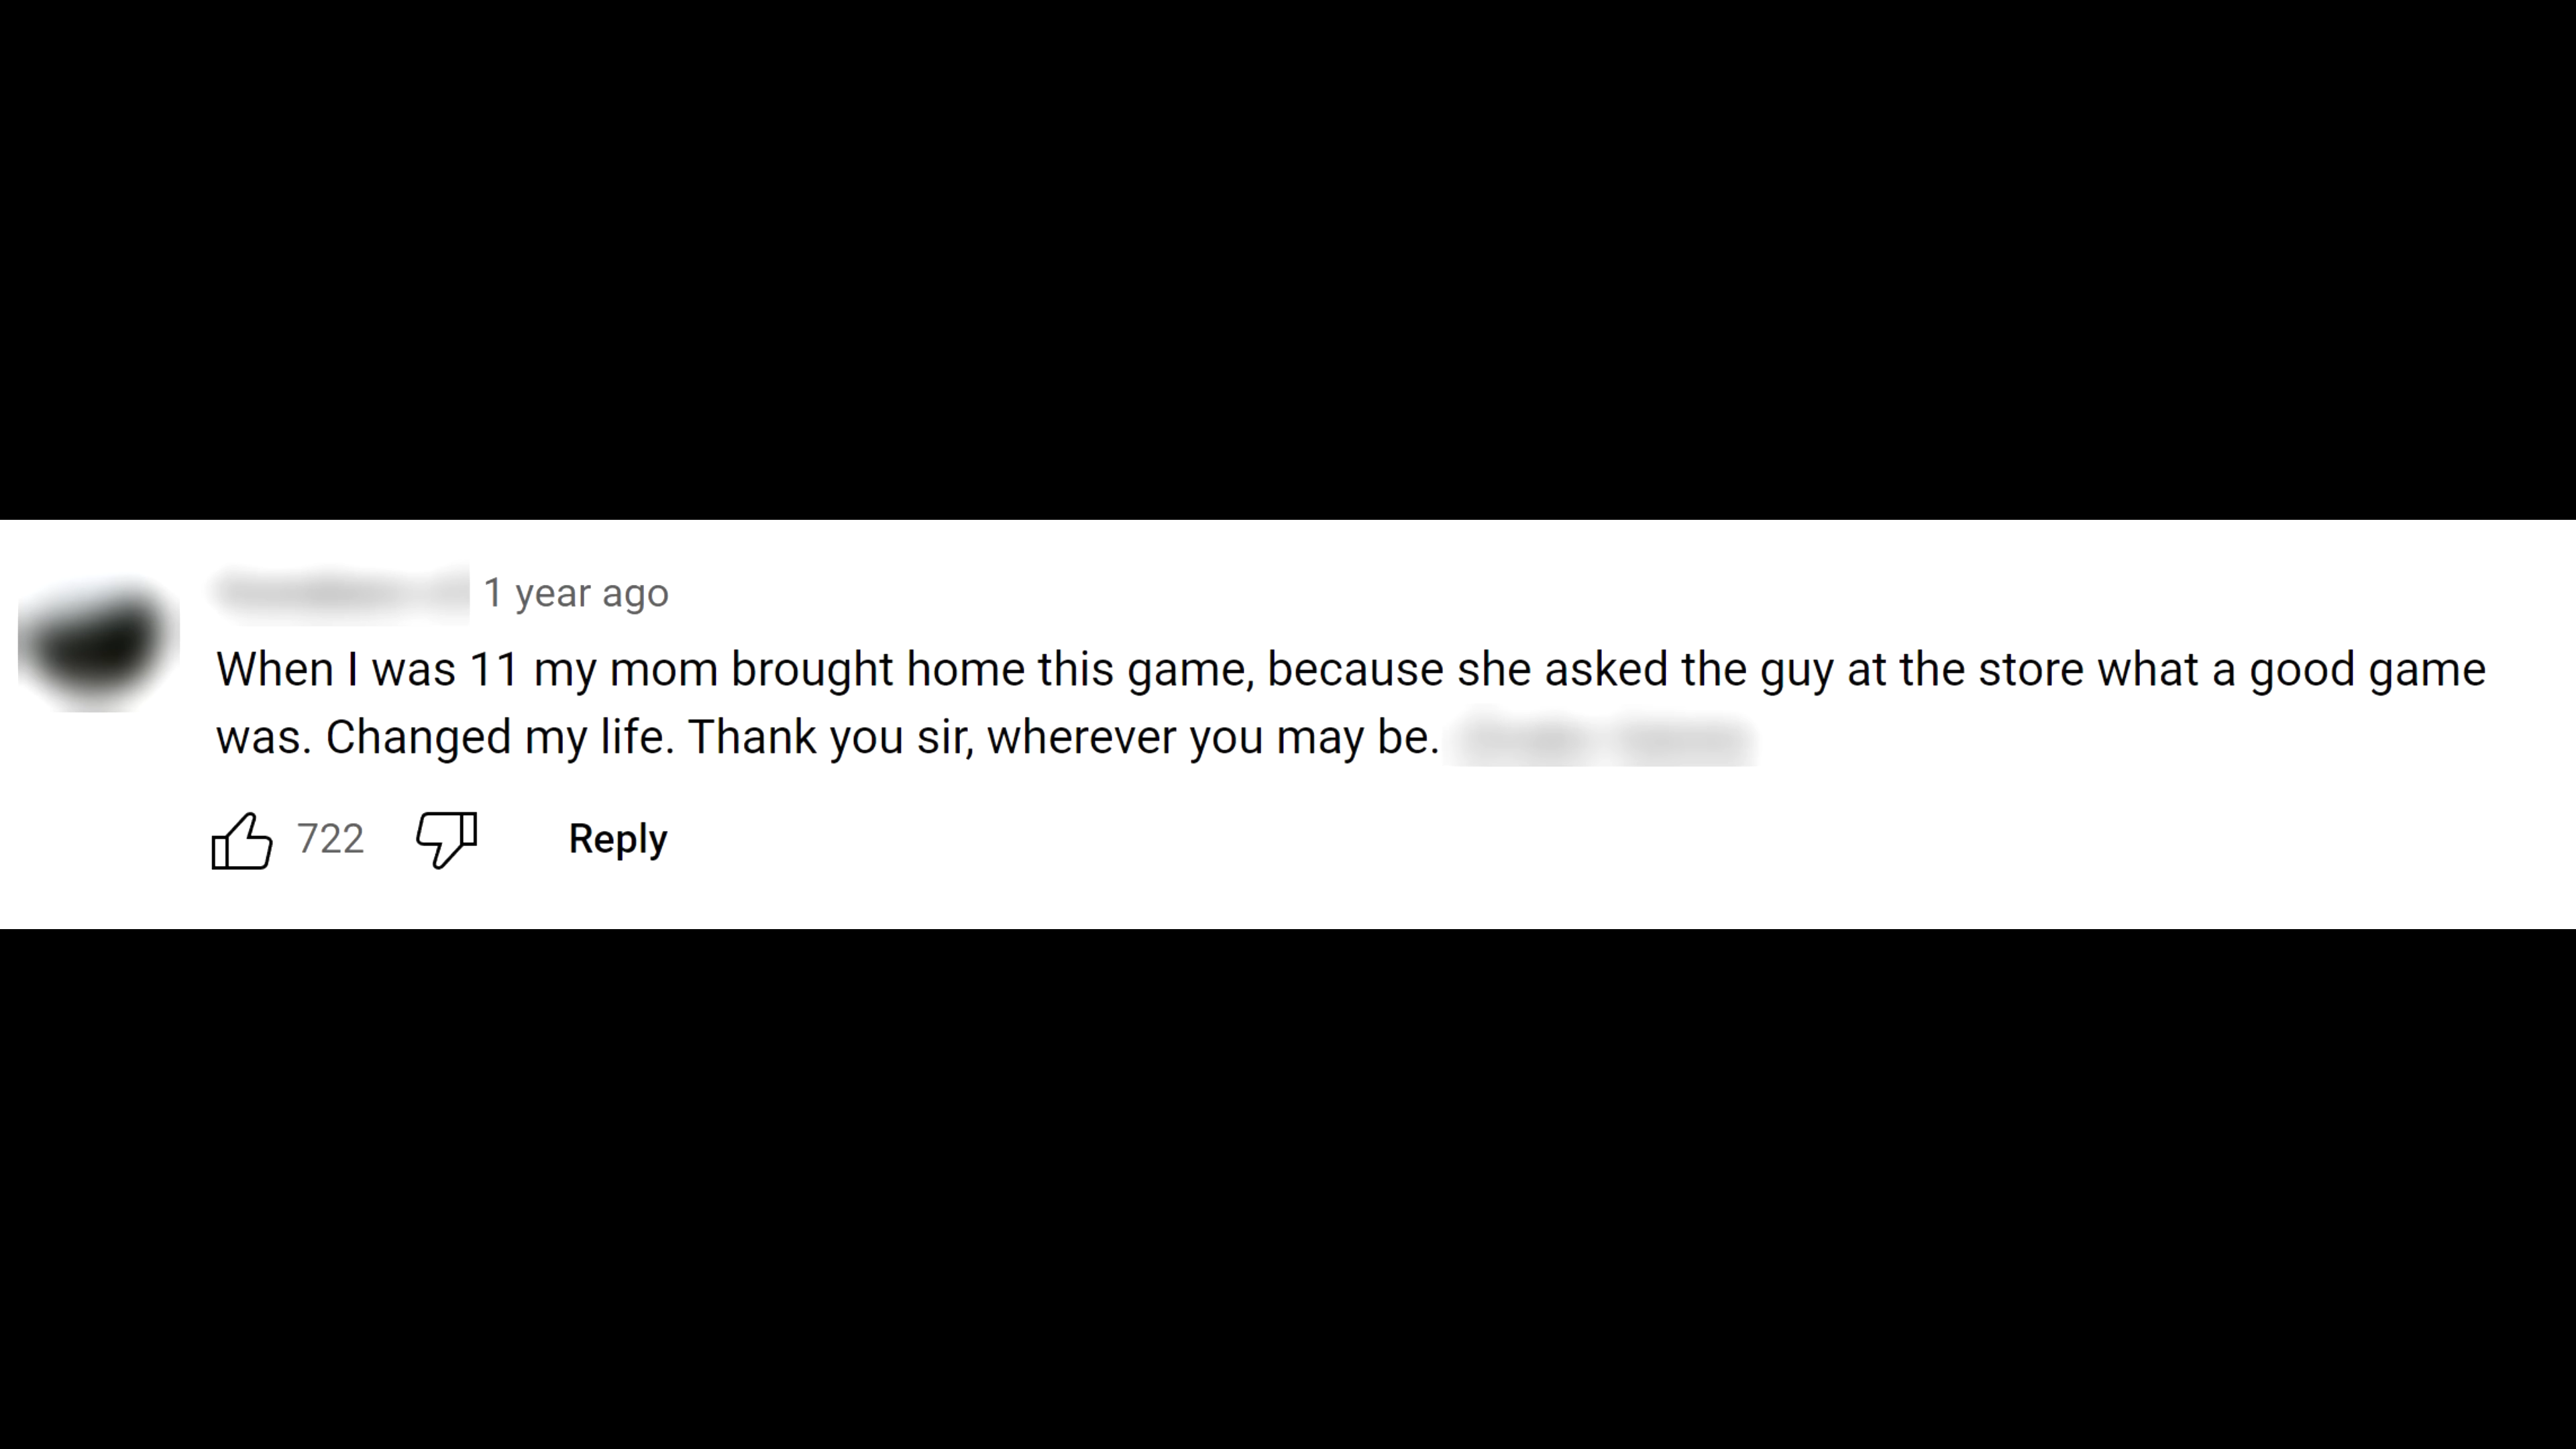 1 year ago
When I was 11 my mom brought home this game, because she asked the guy at the store what a good game
was. Changed my life. Thank you sir, wherever you may be.
722 Reply